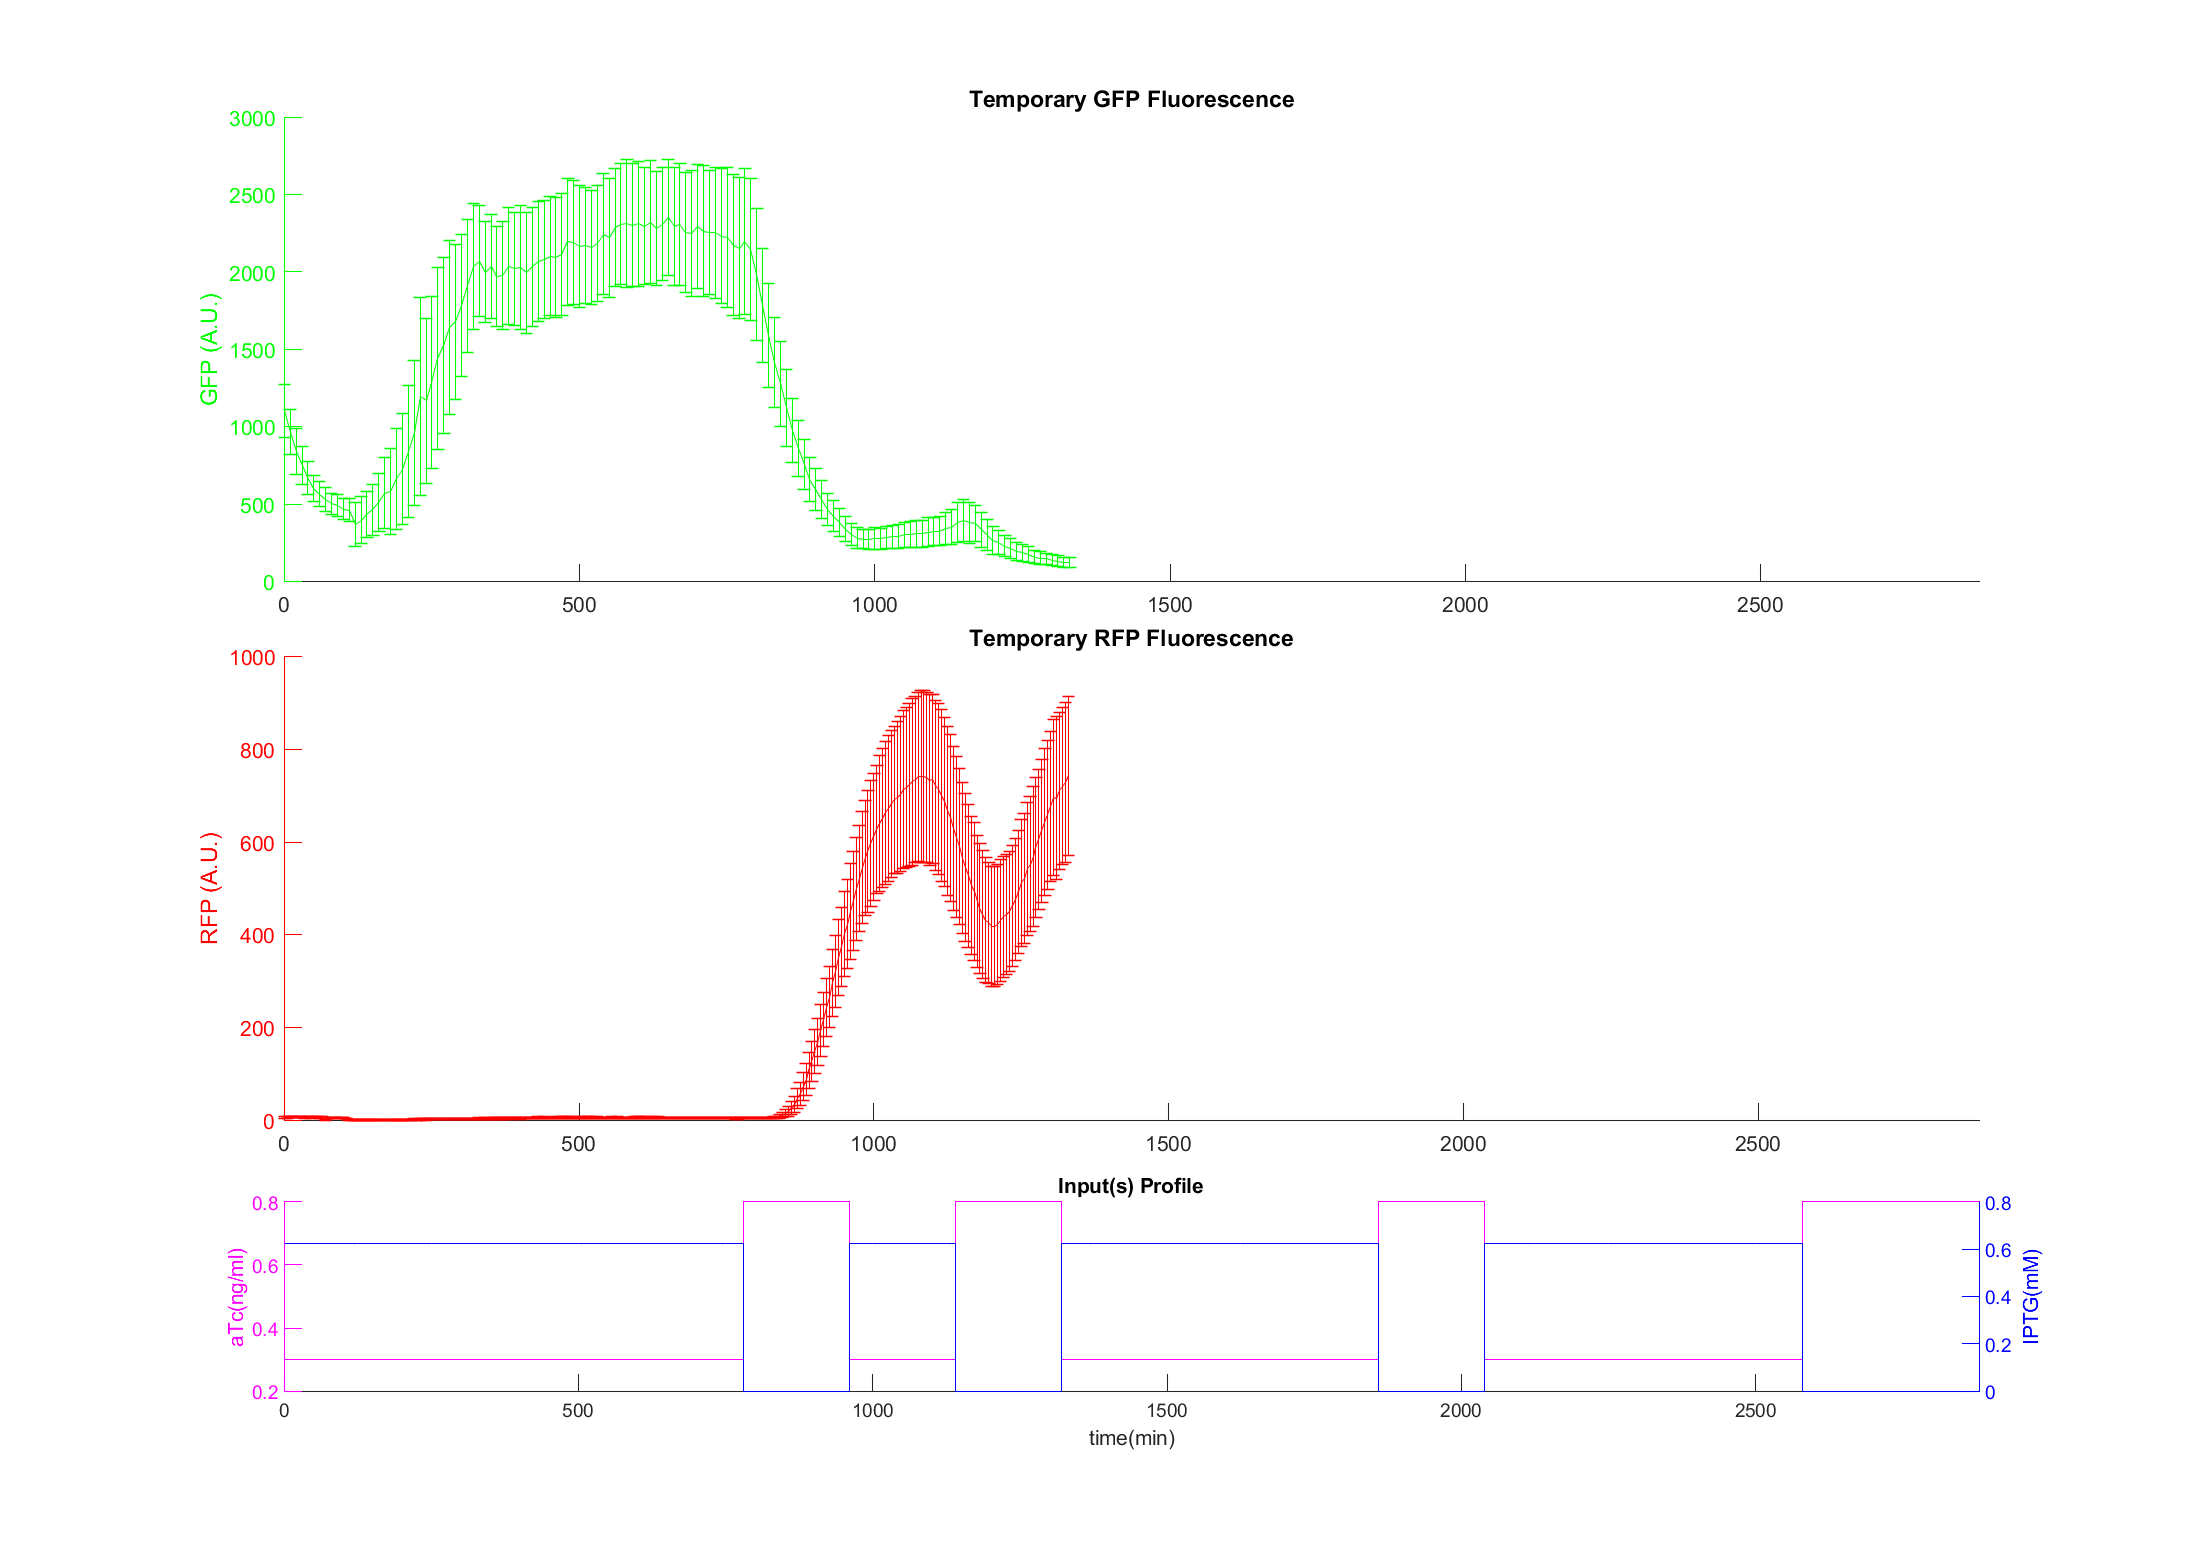 Temporary GFP Fluorescence
3000
2500
2000
1500
1000
500
0
GFP (A.U.)
0 500 1000 1500 2000 2500
Temporary RFP Fluorescence
1000
800
600
400
200
0
RFP (A.U.)
0 500 1000 1500 2000 2500
Input(s) Profile
0.8
0.6
0.4
0.2
aTc(ng/ml)
0.8
0.6
0.4
0.2
0
IPTG(mM)
0 500 1000 1500 2000 2500
time(min)